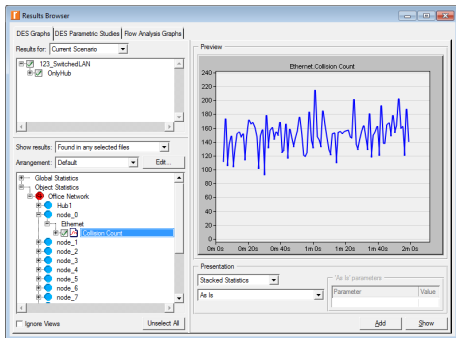 Results Browser
DES Graphs DES Parametric Studies Flow Analysis Graphs
Results for: Current Scenario
123_SwitchedLAN
OnlyHub
Show results: Found in any selected files
Arrangement: Default Edit...
Global Statistics
Object Statistics
Office Network
Hub1
node_0
Ethernet
Collision Count
node_1
node_2
node_3
node_4
node_5
node_6
node_7
Ignore Views Unselect All
Preview
Ethernet.Collision Count
240
220
200
180
160
140
120
100
80
60
40
20
0
0m 0s 0m 20s 0m 40s 1m 0s 1m 20s 1m 40s 2m 0s
Presentation
Stacked Statistics
As Is
'As Is' parameters
Parameter Value
Add Show